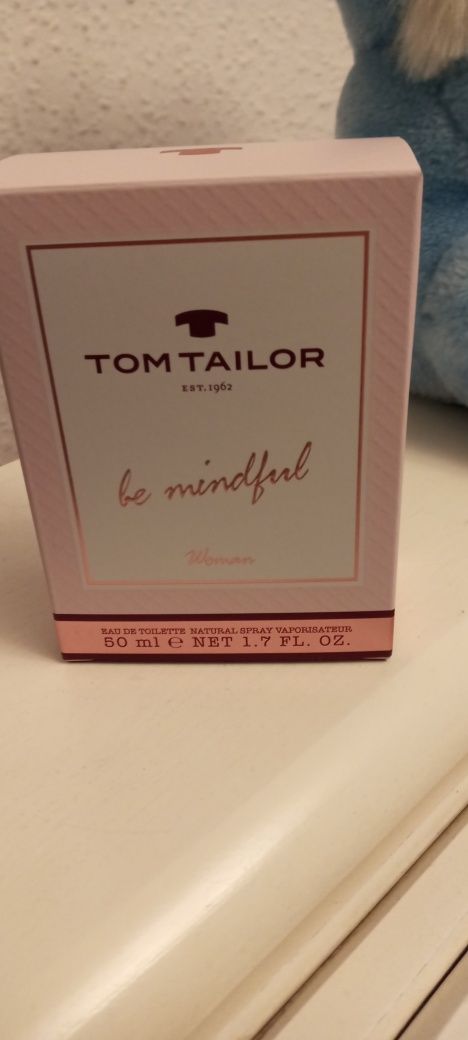 TOM TAILOR
EST. 1962
be mindful
Woman
EAU DE TOILETTE NATURAL SPRAY VAPORISATEUR
50 ml ℮ NET 1.7 FL. OZ.